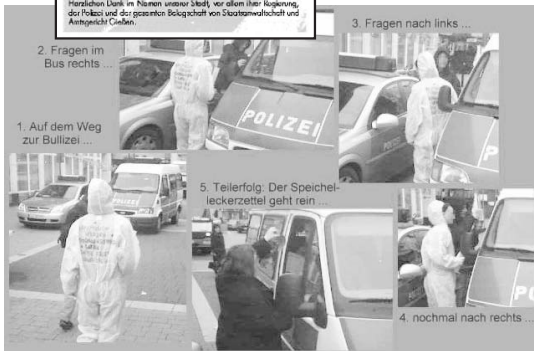 Herzlichen Dank im Namen unserer Stadt, vor allem ihrer Regierung,
der Polizei und der gesamten Belegschaft von Staatsanwaltschaft und
Amtsgericht Gießen.
3. Fragen nach links ...
2. Fragen im
Bus rechts ...
POLIZEI
1. Auf dem Weg
zur Bullizei ...
5. Teilerfolg: Der Speichel-
leckerzettel geht rein ...
4. nochmal nach rechts ...